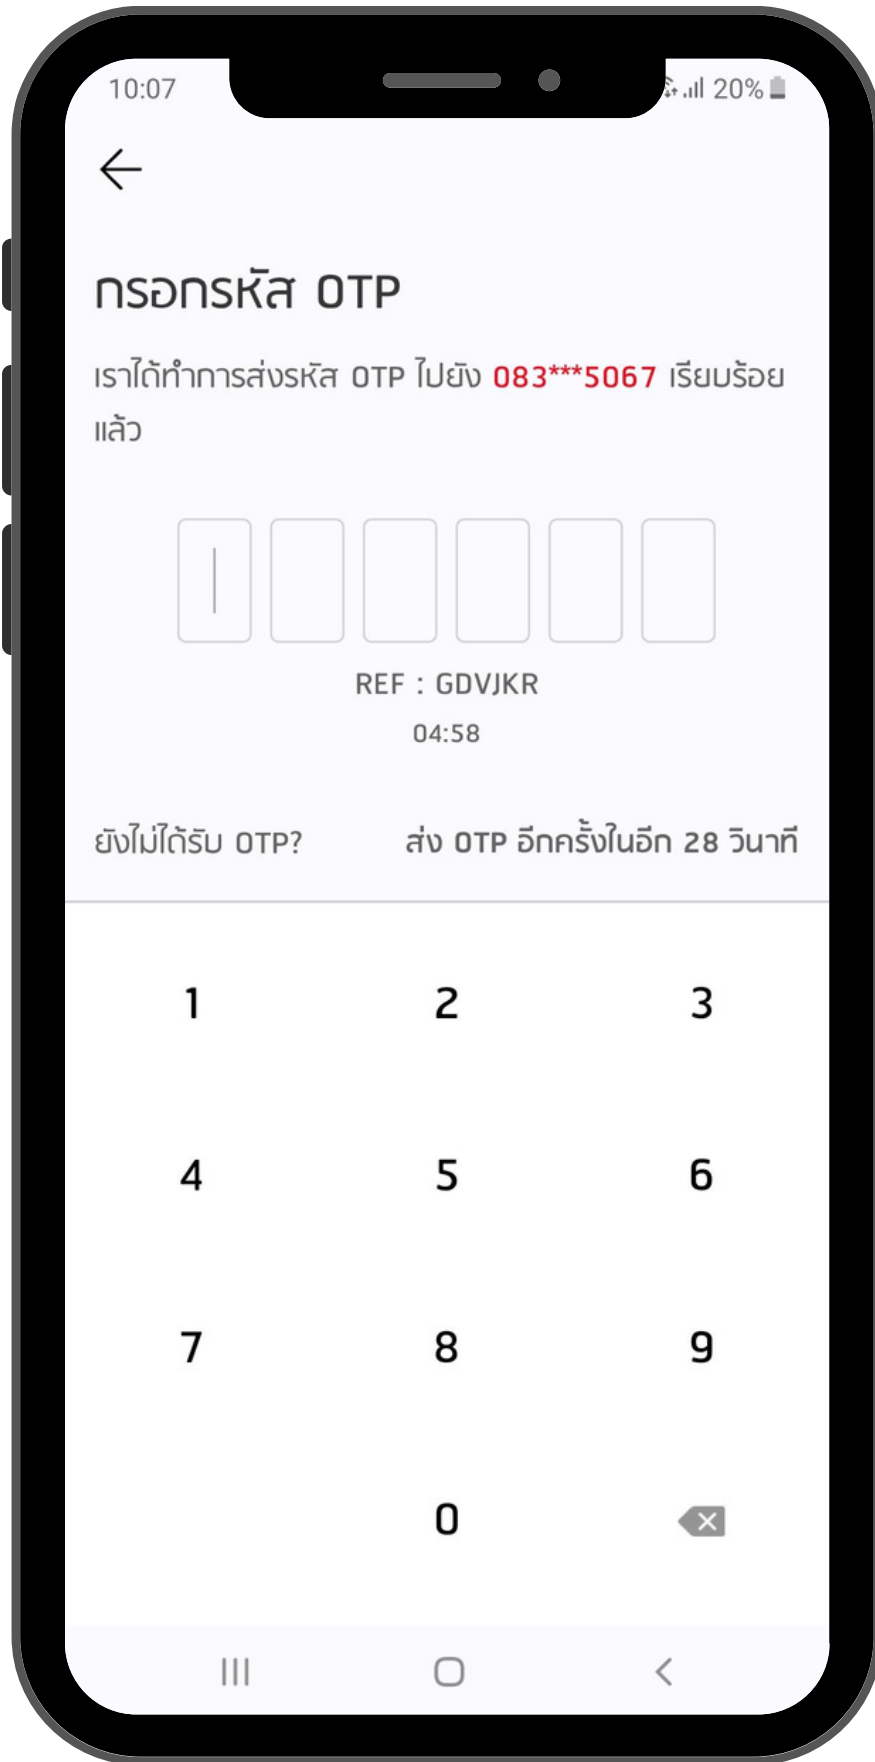 10:07
20%
กรอกรหัส OTP
เราได้ทำการส่งรหัส OTP ไปยัง 083***5067 เรียบร้อย
แล้ว
REF : GDVJKR
04:58
ยังไม่ได้รับ OTP? ส่ง OTP อีกครั้งในอีก 28 วินาที
1 2 3
4 5 6
7 8 9
0